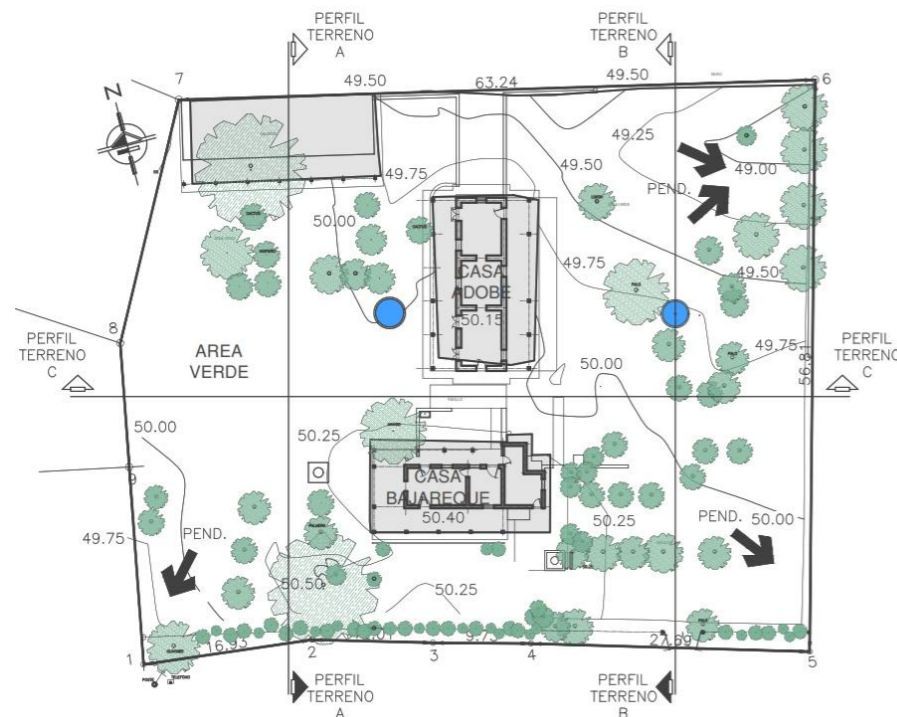 PERFIL
TERRENO
A
PERFIL
TERRENO
B
7
49.50
63.24
49.50
6
N
49.25
49.00
49.75
49.50
PEND.
50.00
CASA
ADOBE
50.15
49.75
49.50
8
PERFIL
TERRENO
C
AREA
VERDE
49.75
56.8
PERFIL
TERRENO
C
50.00
50.00
50.25
9
CASA
BAJAREQUE
50.40
50.25
50.00
49.75
PEND.
PEND.
50.50
50.25
1
16.93
2
3
9.75
4
5
PERFIL
TERRENO
A
PERFIL
TERRENO
B